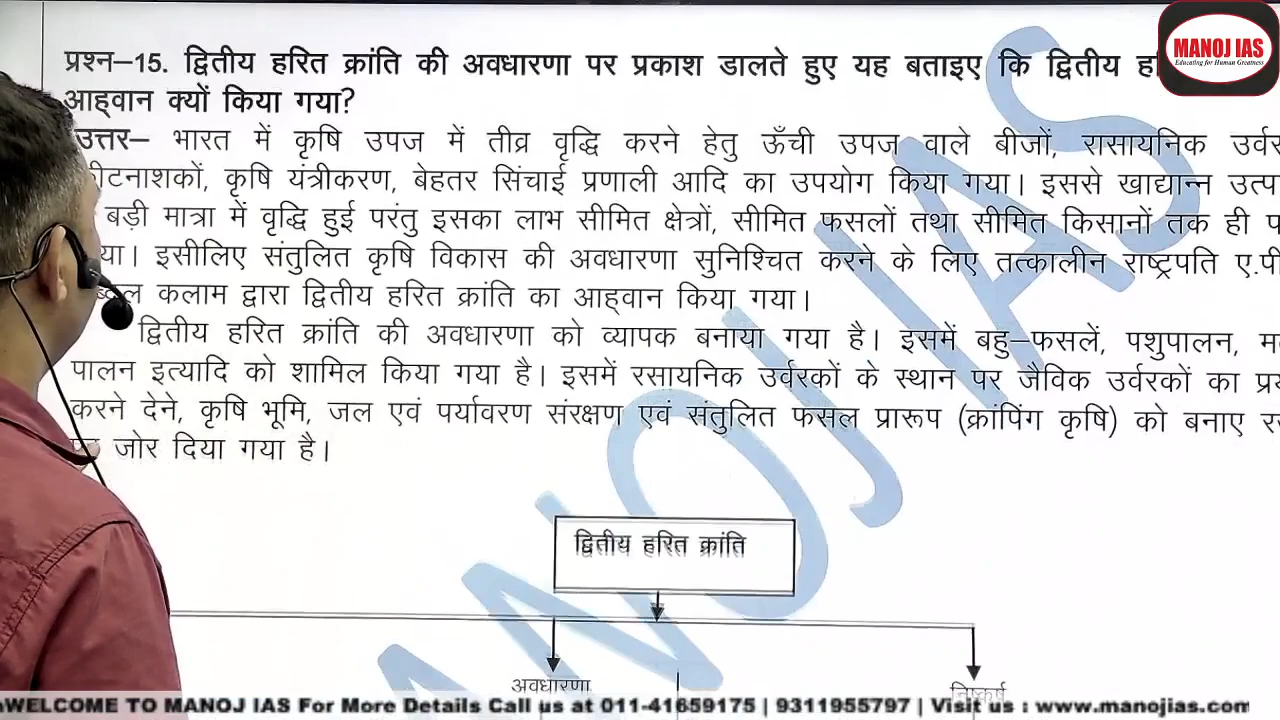 MANOJ IAS
Educating for Human Greatness
प्रश्न–15. द्वितीय हरित क्रांति की अवधारणा पर प्रकाश डालते हुए यह बताइए कि द्वितीय
आह्वान क्यों किया गया?
उत्तर– भारत में कृषि उपज में तीव्र वृद्धि करने हेतु ऊँची उपज वाले बीजों, रासायनिक
कृषि यंत्रीकरण, बेहतर सिंचाई प्रणाली आदि का उपयोग किया गया। इससे खाद्यान्न
बड़ी मात्रा में वृद्धि हुई परंतु इसका लाभ सीमित क्षेत्रों, सीमित फसलों तथा सीमित किसानों तक ही
इसीलिए संतुलित कृषि विकास की अवधारणा सुनिश्चित करने के लिए तत्कालीन राष्ट्रपति ए.पी
कलाम द्वारा द्वितीय हरित क्रांति का आह्वान किया गया।
द्वितीय हरित क्रांति की अवधारणा को व्यापक बनाया गया है। इसमें बहु–फसलें, पशुपालन,
पालन इत्यादि को शामिल किया गया है। इसमें रसायनिक उर्वरकों के स्थान पर जैविक उर्वरकों का
करने देने, कृषि भूमि, जल एवं पर्यावरण संरक्षण एवं संतुलित फसल प्रारूप (क्रांपिंग कृषि) को बनाए
जोर दिया गया है।
MANOJ IAS
द्वितीय हरित क्रांति
अवधारणा
निष्कर्ष
WELCOME TO MANOJ IAS For More Details Call us at 011-41659175 | 9311955797 | Visit us : www.manojias.com